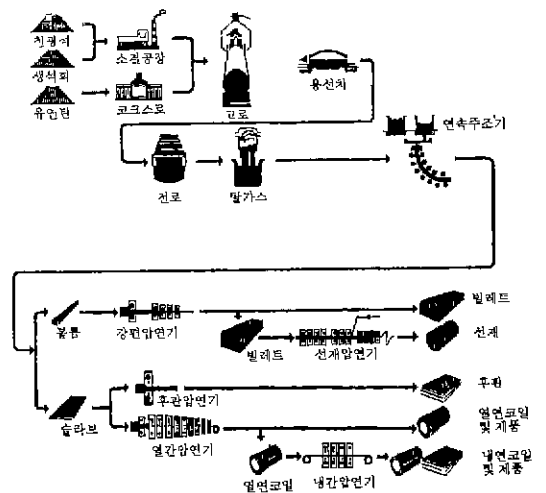 철광석
생석회
유연탄
소결공장
코크스로
고로
용선차
전로
탈가스
연속주조기
블룸
강편압연기
빌레트
선재압연기
빌레트
선재
슬라브
후판압연기
열간압연기
후판
열연코일
및 제품
열연코일
냉간압연기
냉연코일
및 제품